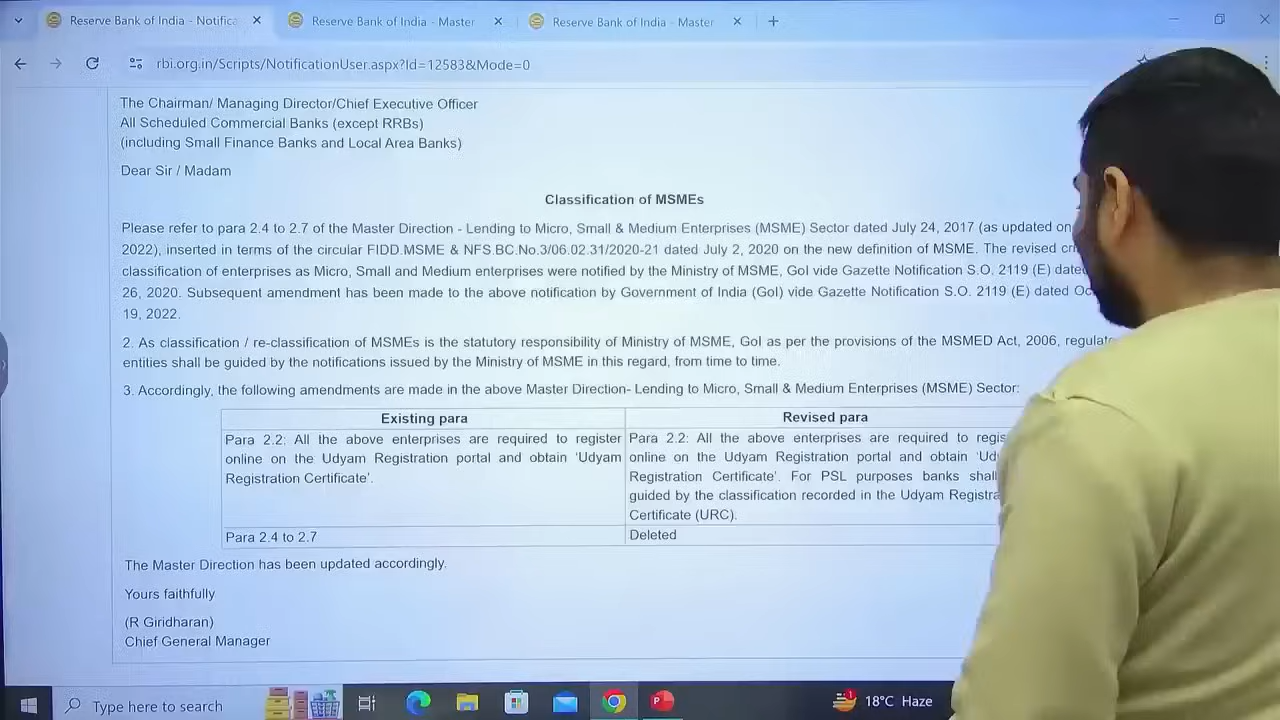 Reserve Bank of India - Notifica
Reserve Bank of India - Master
Reserve Bank of India - Master
rbi.org.in/Scripts/NotificationUser.aspx?Id=12583&Mode=0
The Chairman/ Managing Director/Chief Executive Officer
All Scheduled Commercial Banks (except RRBs)
(including Small Finance Banks and Local Area Banks)
Dear Sir / Madam
Classification of MSMEs
Please refer to para 2.4 to 2.7 of the Master Direction - Lending to Micro, Small & Medium Enterprises (MSME) Sector dated July 24, 2017 (as updated on
2022), inserted in terms of the circular FIDD.MSME & NFS.BC.No.3/06.02.31/2020-21 dated July 2, 2020 on the new definition of MSME. The revised
classification of enterprises as Micro, Small and Medium enterprises were notified by the Ministry of MSME, GoI vide Gazette Notification S.O. 2119 (E)
26, 2020. Subsequent amendment has been made to the above notification by Government of India (GoI) vide Gazette Notification S.O. 2119 (E) dated
19, 2022.
2. As classification / re-classification of MSMEs is the statutory responsibility of Ministry of MSME, GoI as per the provisions of the MSMED Act, 2006,
entities shall be guided by the notifications issued by the Ministry of MSME in this regard, from time to time.
3. Accordingly, the following amendments are made in the above Master Direction- Lending to Micro, Small & Medium Enterprises (MSME) Sector:
Existing para
Para 2.2: All the above enterprises are required to register
online on the Udyam Registration portal and obtain ‘Udyam
Registration Certificate’.
Revised para
Para 2.2: All the above enterprises are required to
online on the Udyam Registration portal and obtain
Registration Certificate’. For PSL purposes banks shall
guided by the classification recorded in the Udyam
Certificate (URC).
Para 2.4 to 2.7
Deleted
The Master Direction has been updated accordingly.
Yours faithfully
(R Giridharan)
Chief General Manager
Type here to search
1
18°C Haze